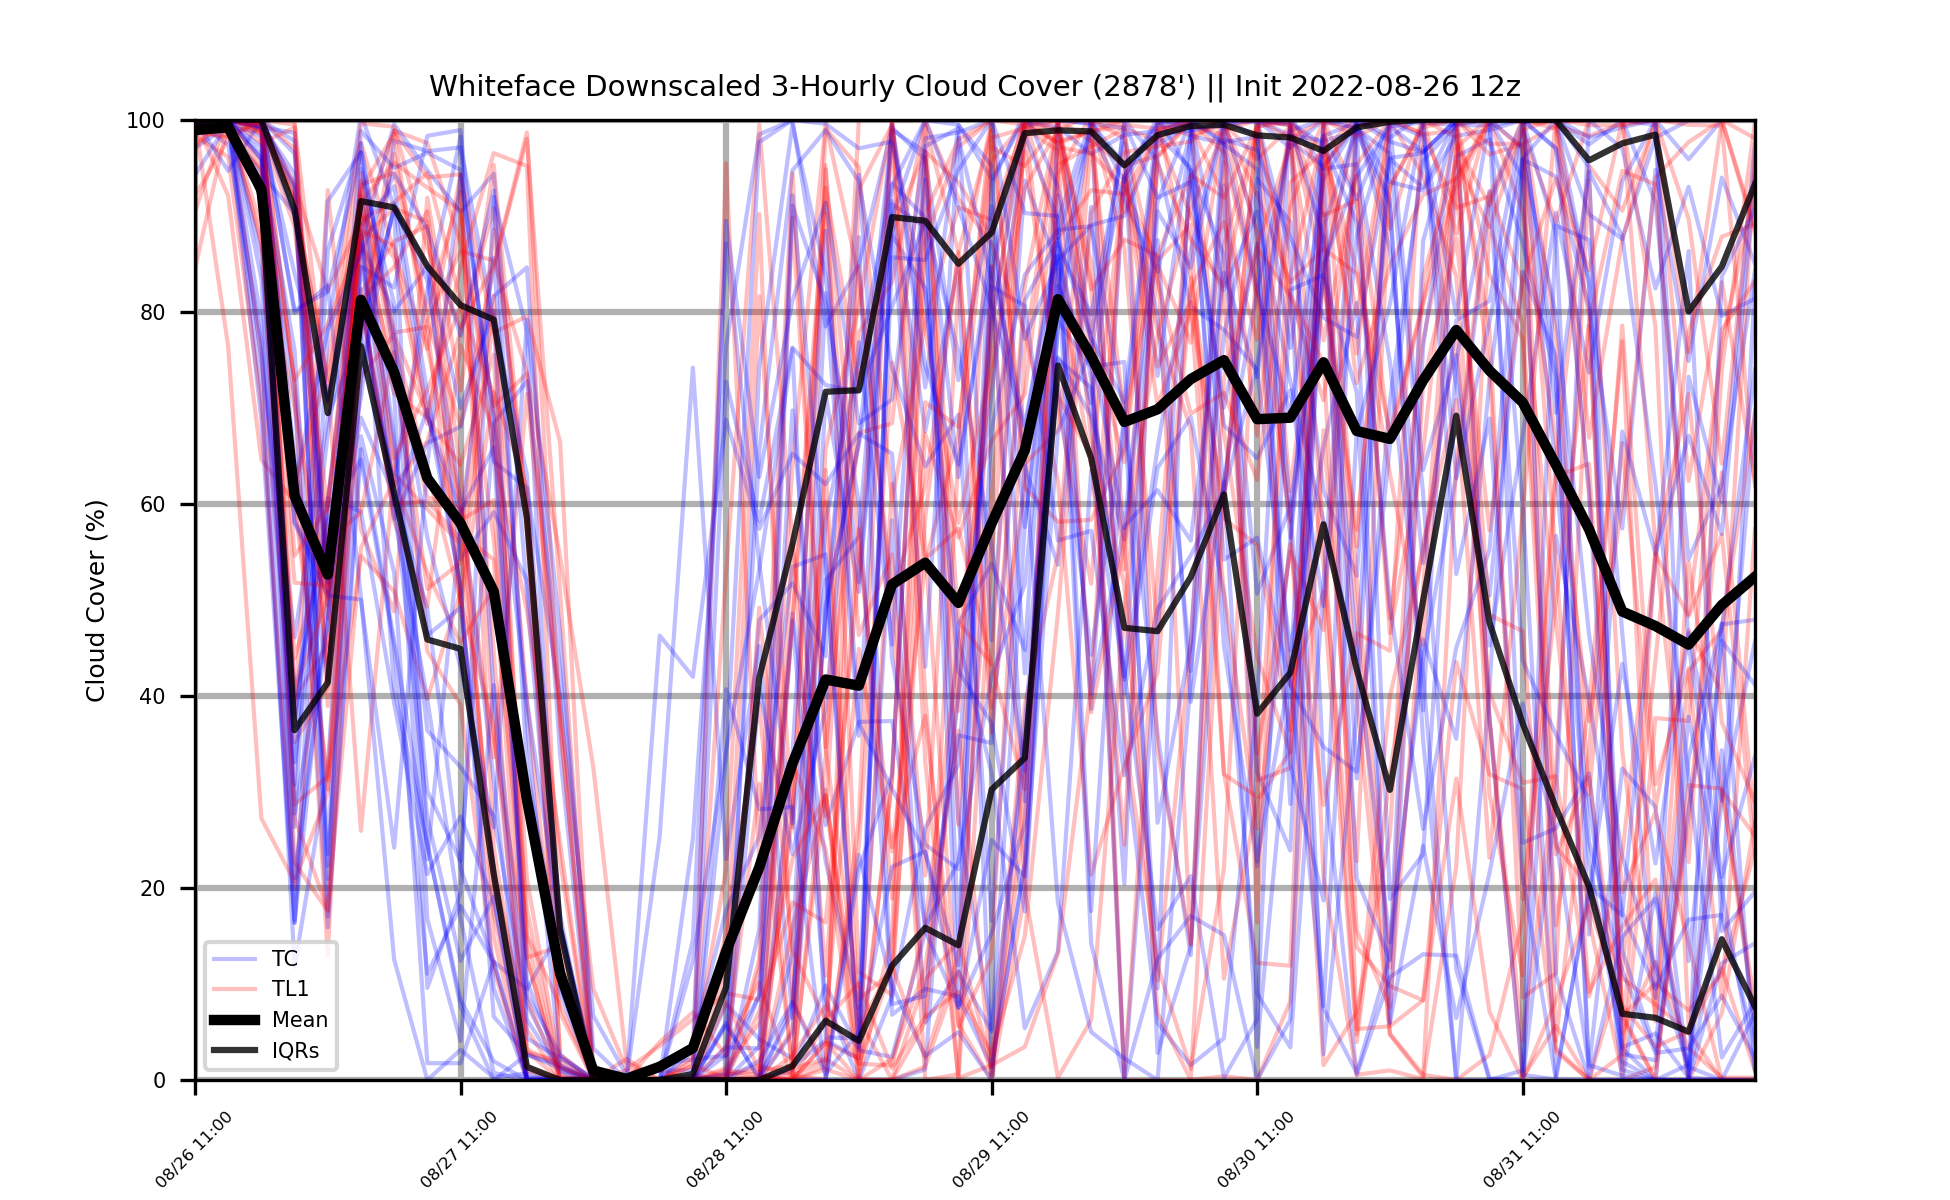 Whiteface Downscaled 3-Hourly Cloud Cover (2878') || Init 2022-08-26 12z
Cloud Cover (%)
100
80
60
40
20
0
TC
TL1
Mean
IQRs
08/26 11:00
08/27 11:00
08/28 11:00
08/29 11:00
08/30 11:00
08/31 11:00